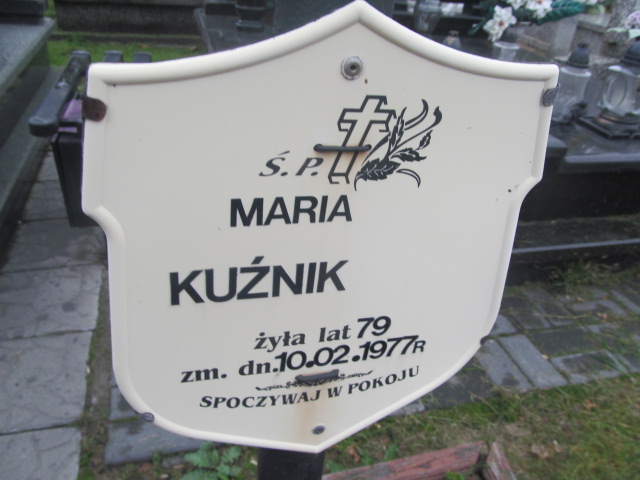 Ś.P.
MARIA
KUŹNIK
żyła lat 79
zm. dn. 10.02.1977R
SPOCZYWAJ W POKOJU